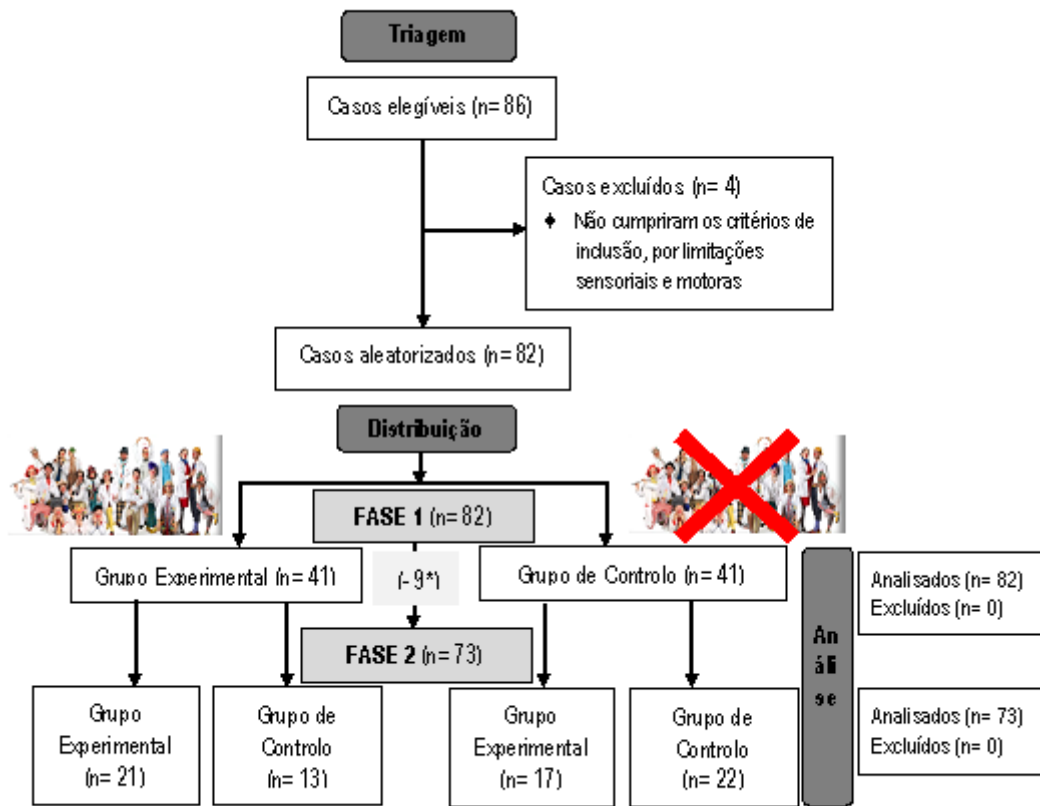 Triagem
Casos elegíveis (n= 86)
Casos excluídos (n= 4)
♦ Não cumpriram os critérios de
inclusão, por limitações
sensoriais e motoras
Casos aleatorizados (n= 82)
Distribuição
FASE 1 (n= 82)
Grupo Experimental (n= 41)
(- 9*)
Grupo de Controlo (n= 41)
FASE 2 (n= 73)
Grupo
Experimental
(n= 21)
Grupo de
Controlo
(n= 13)
Grupo
Experimental
(n= 17)
Grupo de
Controlo
(n= 22)
An
áli
se
Analisados (n= 82)
Excluídos (n= 0)
Analisados (n= 73)
Excluídos (n= 0)